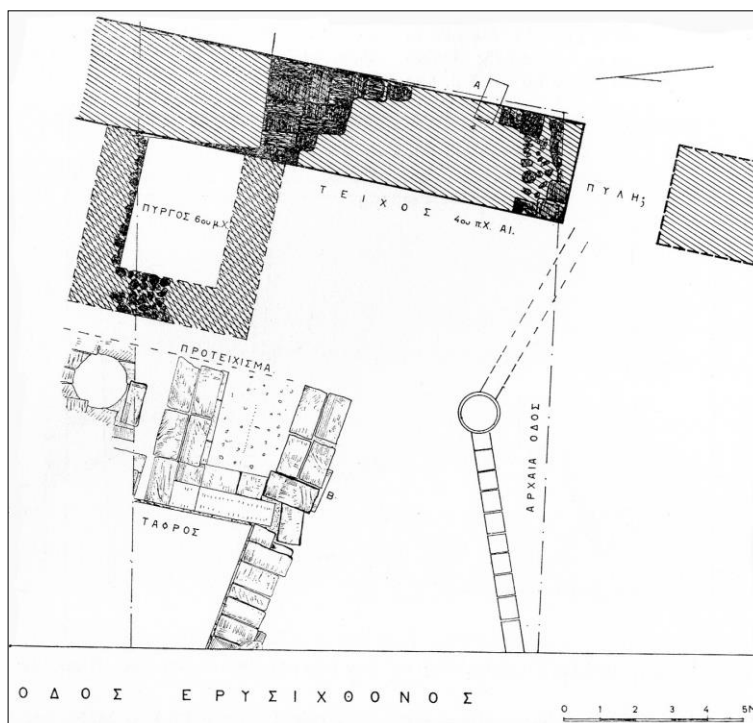 Α
ΤΕΙΧΟΣ 4ου π.Χ. ΑΙ.
ΠΥΛΗ;
ΠΥΡΓΟΣ 6ου μ.Χ.
ΠΡΟΤΕΙΧΙΣΜΑ
ΑΡΧΑΙΑ ΟΔΟΣ
Β
ΤΑΦΡΟΣ
ΟΔΟΣ ΕΡΥΣΙΧΘΟΝΟΣ
0 1 2 3 4 5Μ